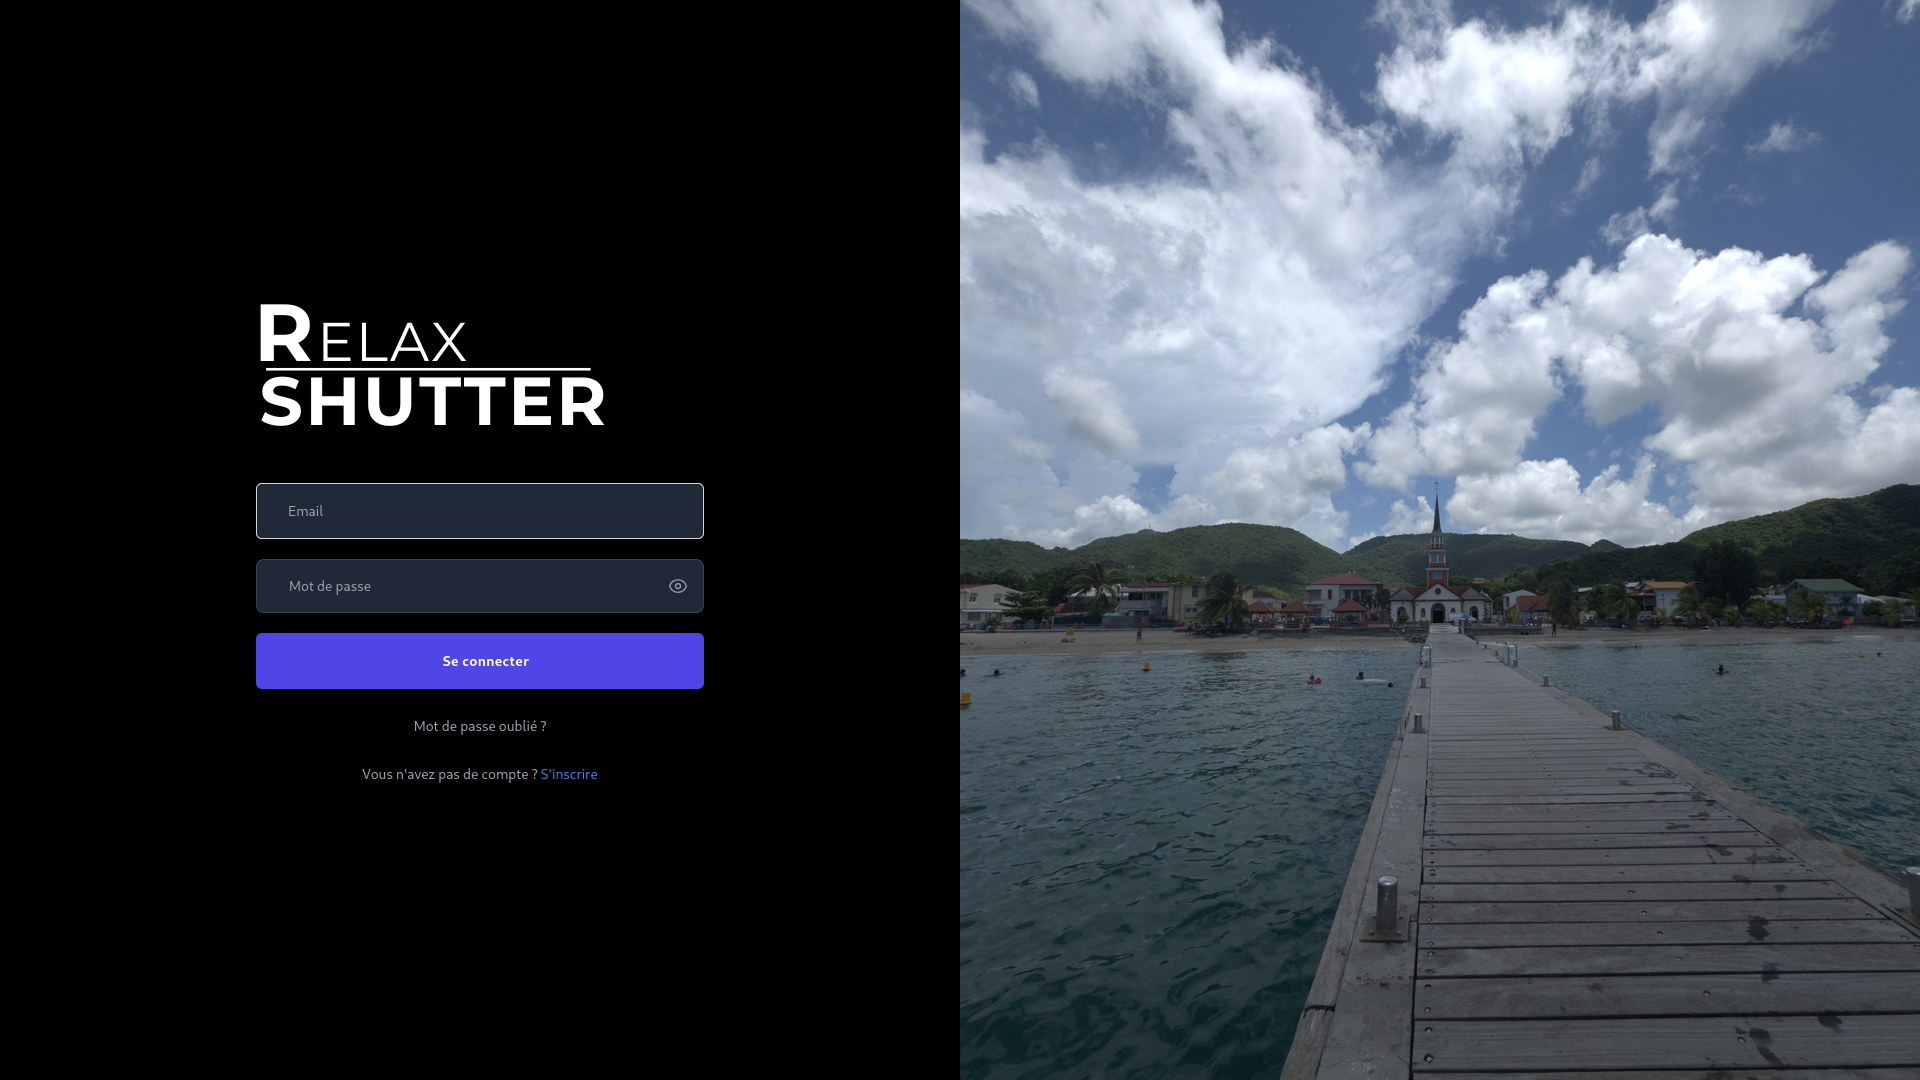 RELAX
SHUTTER
Email
Mot de passe
Se connecter
Mot de passe oublié ?
Vous n'avez pas de compte ? S'inscrire